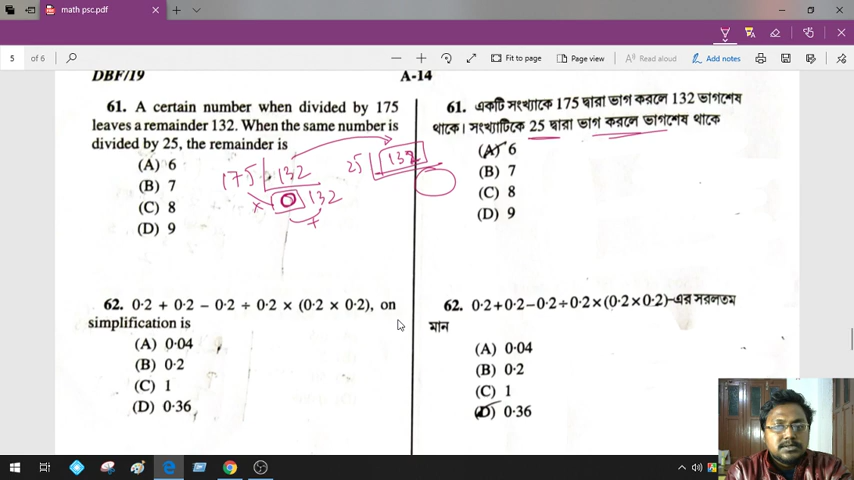 math psc.pdf
5 of 6
Fit to page
Page view
Read aloud
Add notes
DBF/19
A-14
61. A certain number when divided by 175
leaves a remainder 132. When the same number is
divided by 25, the remainder is
(A) 6
(B) 7
(C) 8
(D) 9
175 132
0 132
x
+
25 132
62. 0·2 + 0·2 – 0·2 ÷ 0·2 × (0·2 × 0·2), on
simplification is
(A) 0·04
(B) 0·2
(C) 1
(D) 0·36
61. একটি সংখ্যাকে 175 দ্বারা ভাগ করলে 132 ভাগশেষ
থাকে। সংখ্যাটিকে 25 দ্বারা ভাগ করলে ভাগশেষ থাকে
(A) 6
(B) 7
(C) 8
(D) 9
62. 0·2+0·2–0·2÷0·2×(0·2×0·2)-এর সরলতম
মান
(A) 0·04
(B) 0·2
(C) 1
(D) 0·36